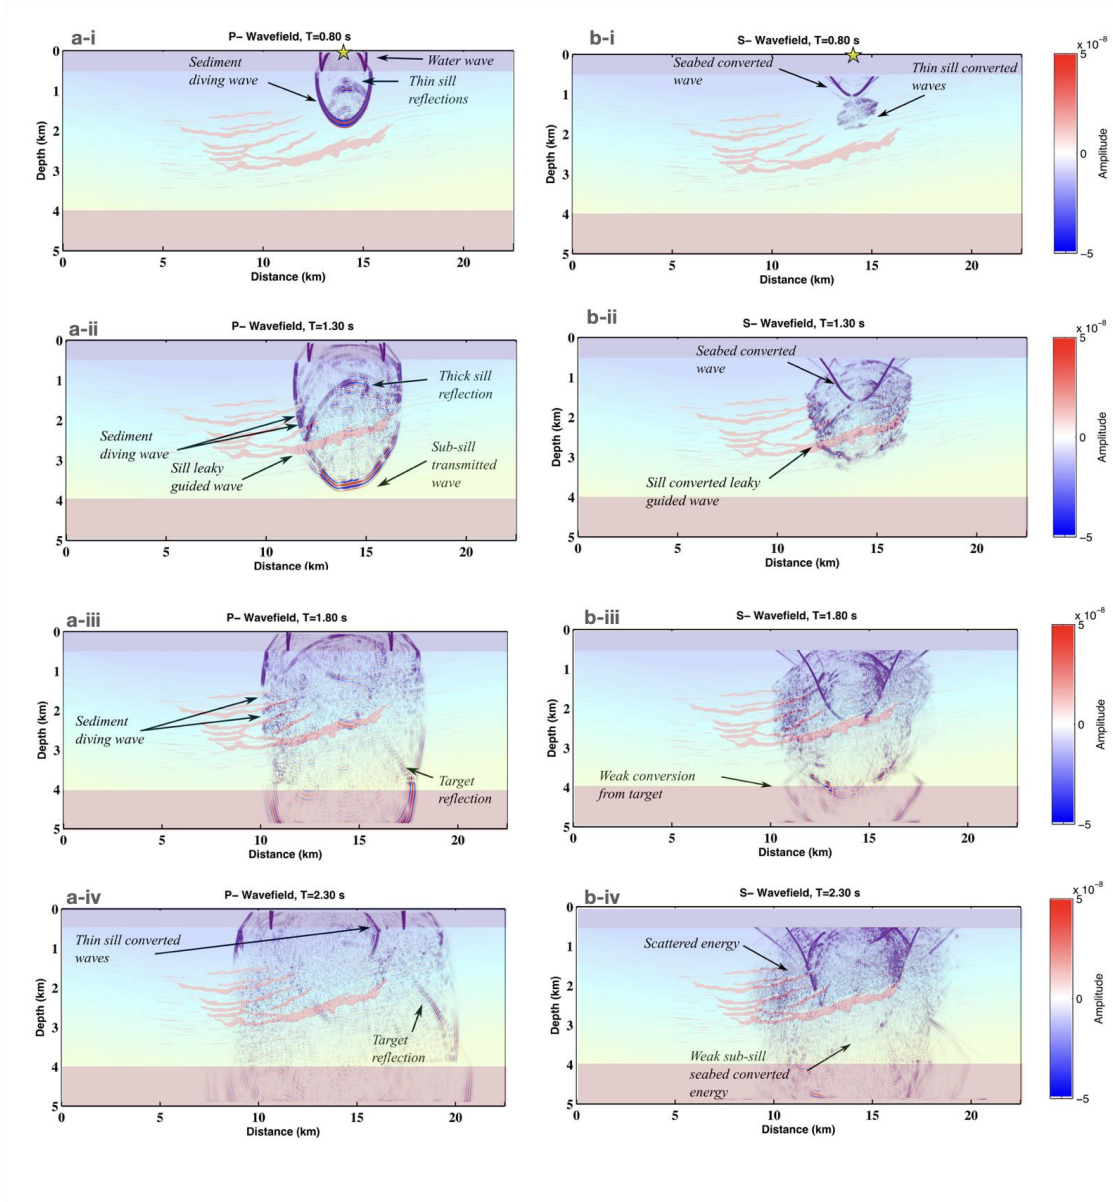 a-i
P– Wavefield, T=0.80 s
Sediment
diving wave
Water wave
Thin sill
reflections
0
1
2
3
4
5
Depth (km)
0 5 10 15 20
Distance (km)
b-i
S– Wavefield, T=0.80 s
Seabed converted
wave
Thin sill converted
waves
0
1
2
3
4
5
Depth (km)
0 5 10 15 20
Distance (km)
x 10⁻⁸
5
0
−5
Amplitude
a-ii
P– Wavefield, T=1.30 s
Thick sill
reflection
Sediment
diving wave
Sill leaky
guided wave
Sub-sill
transmitted
wave
0
1
2
3
4
5
Depth (km)
0 5 10 15 20
Distance (km)
b-ii
S– Wavefield, T=1.30 s
Seabed converted
wave
Sill converted leaky
guided wave
0
1
2
3
4
5
Depth (km)
0 5 10 15 20
Distance (km)
x 10⁻⁸
5
0
−5
Amplitude
a-iii
P– Wavefield, T=1.80 s
Sediment
diving wave
Target
reflection
0
1
2
3
4
5
Depth (km)
0 5 10 15 20
Distance (km)
b-iii
S– Wavefield, T=1.80 s
Weak conversion
from target
0
1
2
3
4
5
Depth (km)
0 5 10 15 20
Distance (km)
x 10⁻⁸
5
0
−5
Amplitude
a-iv
P– Wavefield, T=2.30 s
Thin sill converted
waves
Target
reflection
0
1
2
3
4
5
Depth (km)
0 5 10 15 20
Distance (km)
b-iv
S– Wavefield, T=2.30 s
Scattered energy
Weak sub-sill
seabed converted
energy
0
1
2
3
4
5
Depth (km)
0 5 10 15 20
Distance (km)
x 10⁻⁸
5
0
−5
Amplitude